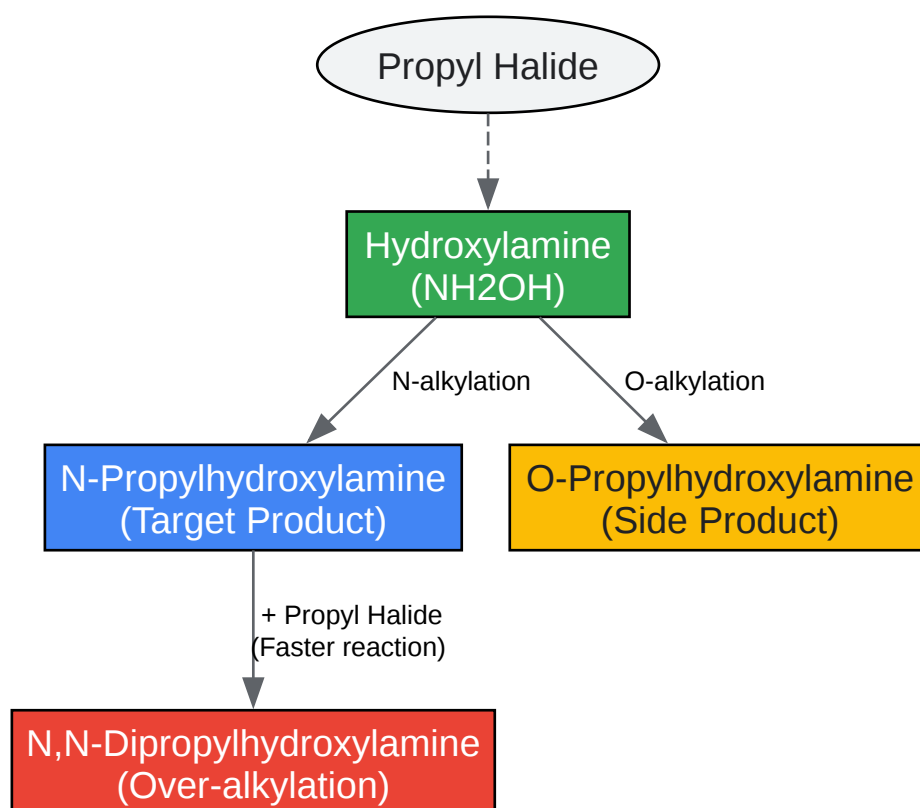 Propyl Halide
Hydroxylamine
(NH2OH)
N-alkylation
O-alkylation
N-Propylhydroxylamine
(Target Product)
O-Propylhydroxylamine
(Side Product)
+ Propyl Halide
(Faster reaction)
N,N-Dipropylhydroxylamine
(Over-alkylation)